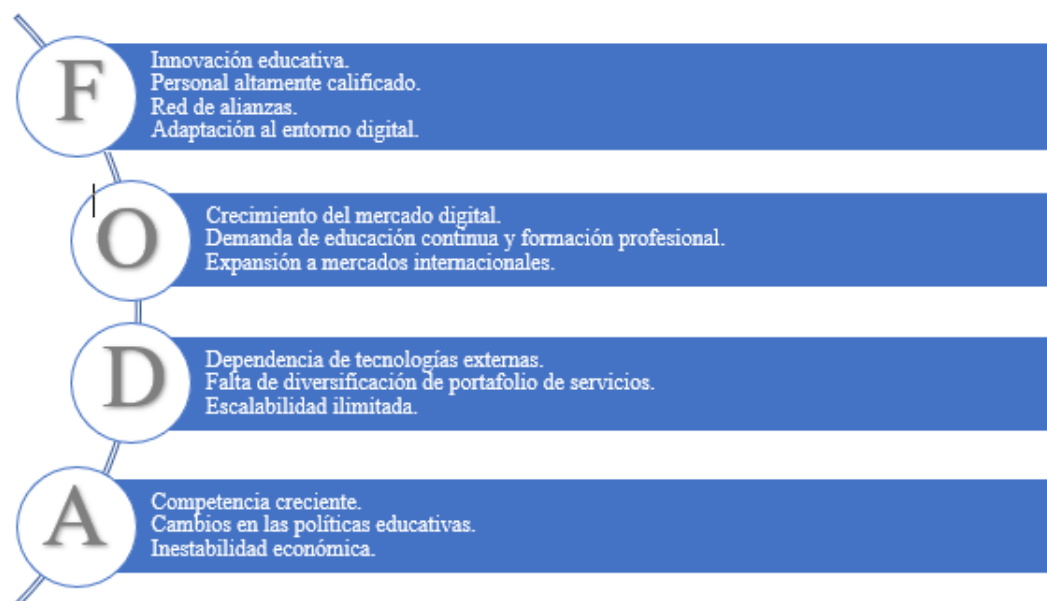 F
Innovación educativa.
Personal altamente calificado.
Red de alianzas.
Adaptación al entorno digital.
O
Crecimiento del mercado digital.
Demanda de educación continua y formación profesional.
Expansión a mercados internacionales.
D
Dependencia de tecnologías externas.
Falta de diversificación de portafolio de servicios.
Escalabilidad ilimitada.
A
Competencia creciente.
Cambios en las políticas educativas.
Inestabilidad económica.